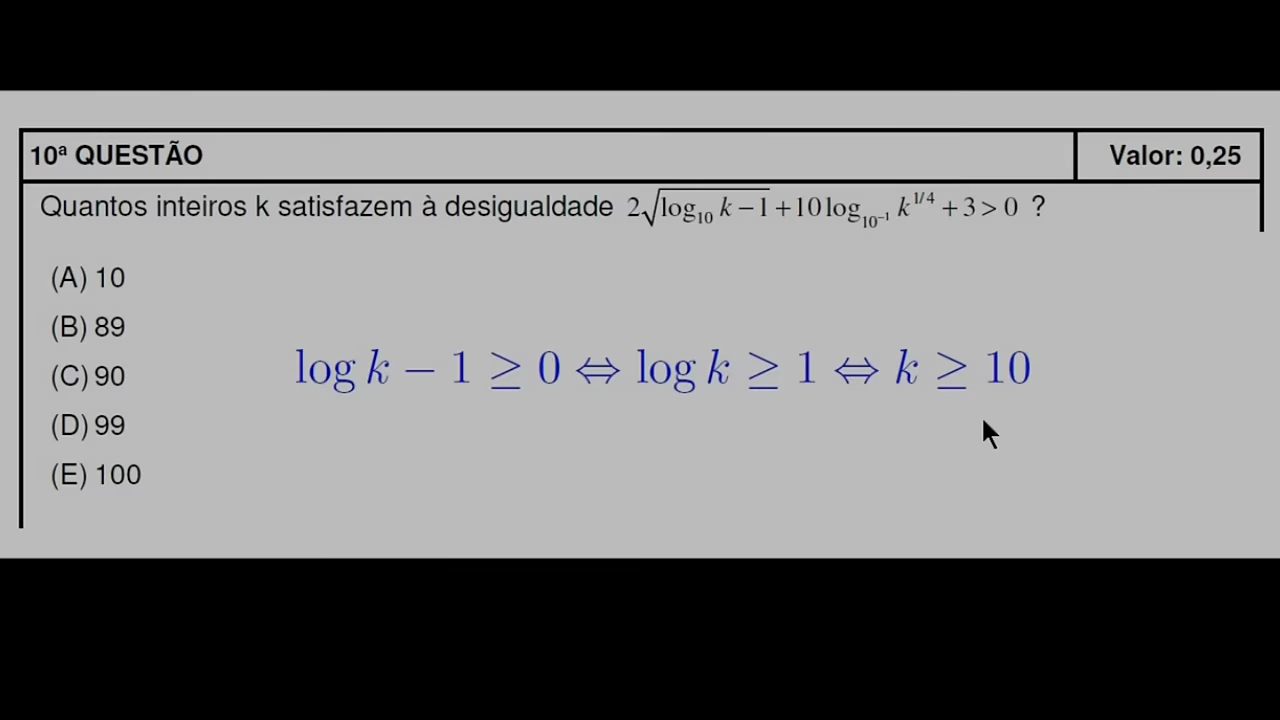 10ª QUESTÃO Valor: 0,25
Quantos inteiros k satisfazem à desigualdade 2√(log₁₀ k − 1) + 10 log₁₀⁻¹ k^{1/4} + 3 > 0 ?
(A) 10
(B) 89
(C) 90
(D) 99
(E) 100
log k − 1 ≥ 0 ⇔ log k ≥ 1 ⇔ k ≥ 10